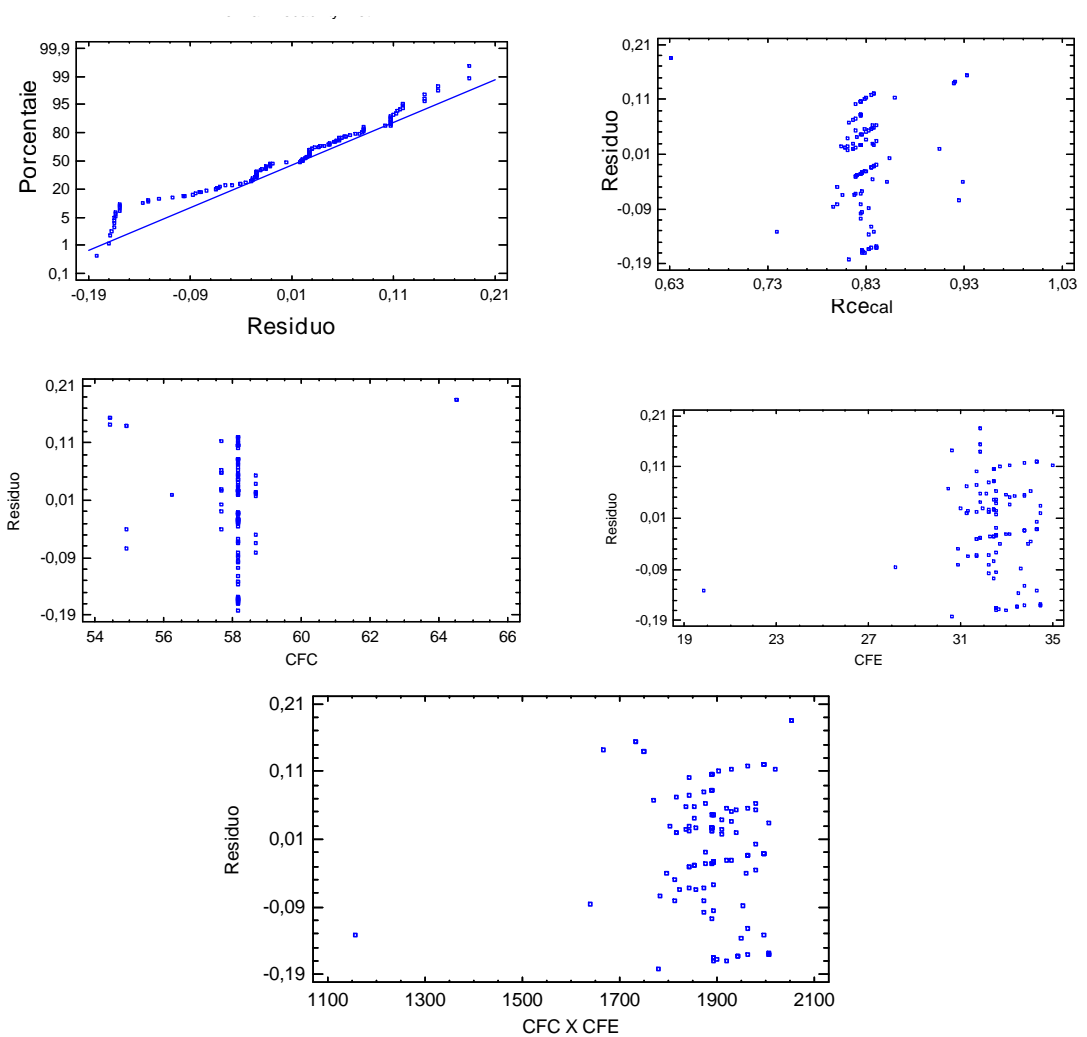 99,9
99
95
80
50
20
5
1
0,1
Porcentaje
-0,19 -0,09 0,01 0,11 0,21
Residuo
0,21
0,11
0,01
-0,09
-0,19
Residuo
0,63 0,73 0,83 0,93 1,03
Rcecal
0,21
0,11
0,01
-0,09
-0,19
Residuo
54 56 58 60 62 64 66
CFC
0,21
0,11
0,01
-0,09
-0,19
Residuo
19 23 27 31 35
CFE
0,21
0,11
0,01
-0,09
-0,19
Residuo
1100 1300 1500 1700 1900 2100
CFC X CFE